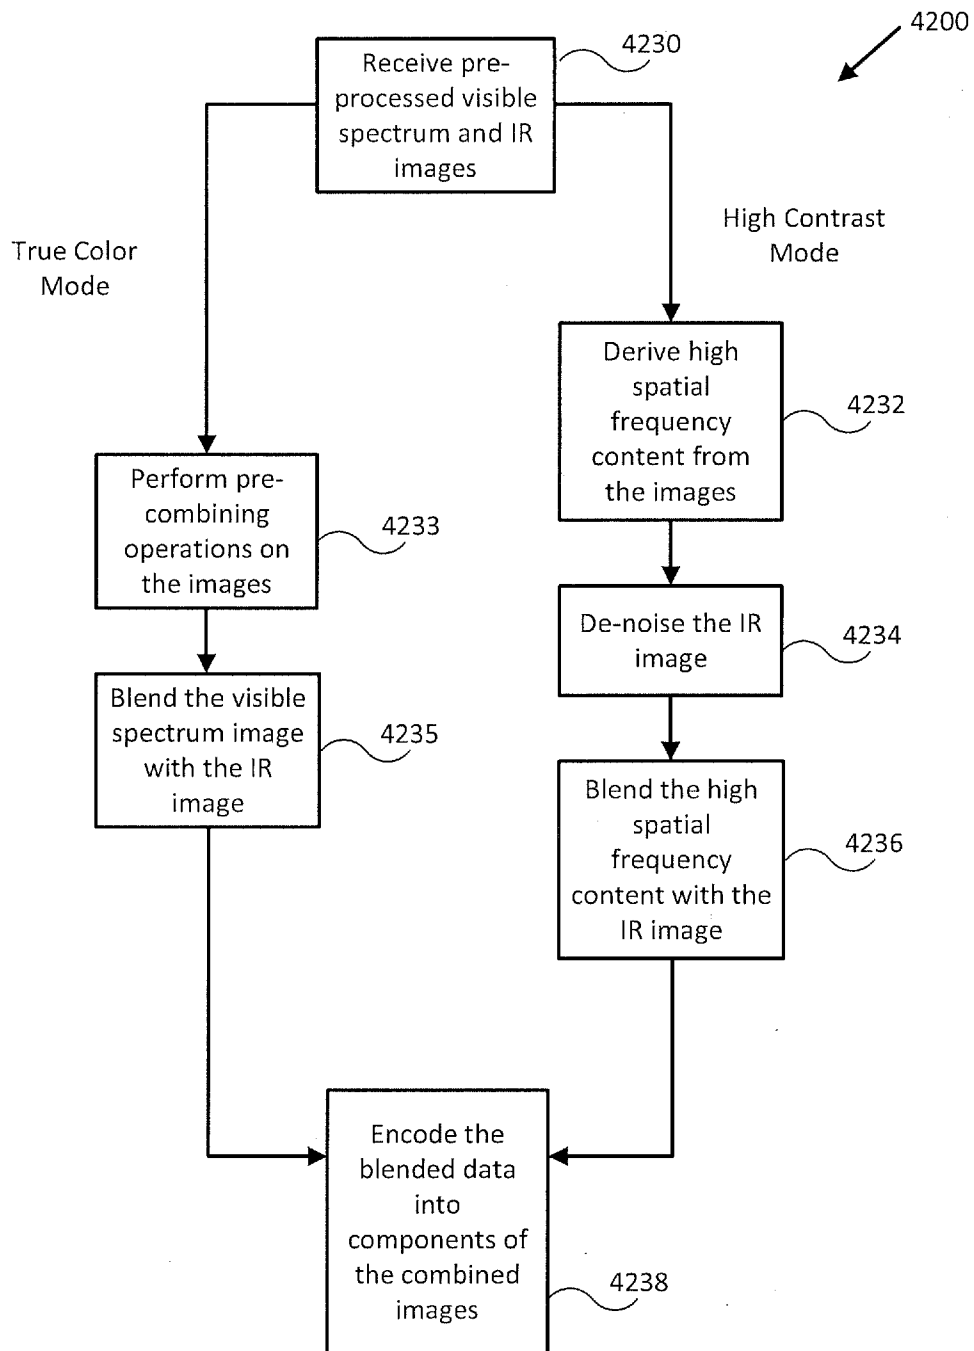 4200
4230
Receive pre-
processed visible
spectrum and IR
images
High Contrast
Mode
True Color
Mode
Derive high
spatial
frequency
content from
the images
4232
Perform pre-
combining
operations on
the images
4233
De-noise the IR
image
4234
Blend the visible
spectrum image
with the IR
image
4235
Blend the high
spatial
frequency
content with the
IR image
4236
Encode the
blended data
into
components of
the combined
images
4238